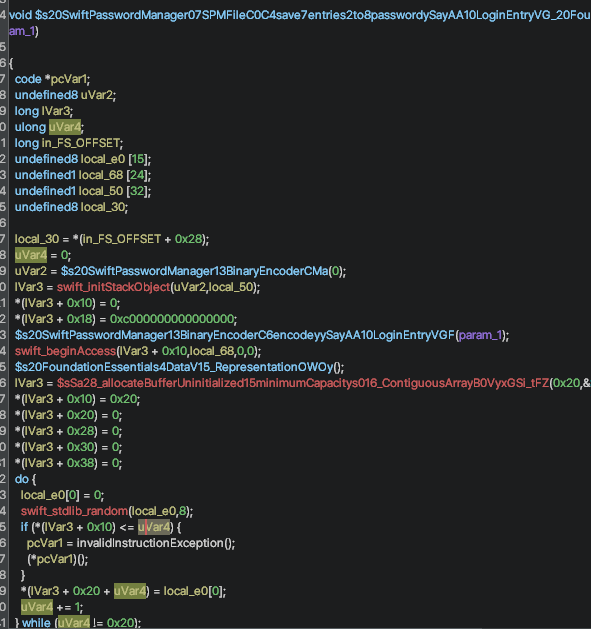 4 void $s20SwiftPasswordManager07SPMFileC0C4save7entries2to8passwordySayAA10LoginEntryVG_20Fou
am_1)
5
6 {
7 code *pcVar1;
8 undefined8 uVar2;
9 long lVar3;
0 ulong uVar4;
1 long in_FS_OFFSET;
2 undefined8 local_e0 [15];
3 undefined1 local_68 [24];
4 undefined1 local_50 [32];
5 undefined8 local_30;
6
7 local_30 = *(in_FS_OFFSET + 0x28);
8 uVar4 = 0;
9 uVar2 = $s20SwiftPasswordManager13BinaryEncoderCMa(0);
0 lVar3 = swift_initStackObject(uVar2,local_50);
1 *(lVar3 + 0x10) = 0;
2 *(lVar3 + 0x18) = 0xc000000000000000;
3 $s20SwiftPasswordManager13BinaryEncoderC6encodeyySayAA10LoginEntryVGF(param_1);
4 swift_beginAccess(lVar3 + 0x10,local_68,0,0);
5 $s20FoundationEssentials4DataV15_RepresentationOWOy();
6 lVar3 = $sSa28_allocateBufferUninitialized15minimumCapacitys016_ContiguousArrayB0VyxGSi_tFZ(0x20,&
7 *(lVar3 + 0x10) = 0x20;
8 *(lVar3 + 0x20) = 0;
9 *(lVar3 + 0x28) = 0;
0 *(lVar3 + 0x30) = 0;
1 *(lVar3 + 0x38) = 0;
2 do {
3 local_e0[0] = 0;
4 swift_stdlib_random(local_e0,8);
5 if (*(lVar3 + 0x10) <= uVar4) {
6 pcVar1 = invalidInstructionException();
7 (*pcVar1)();
8 }
9 *(lVar3 + 0x20 + uVar4) = local_e0[0];
0 uVar4 += 1;
1 } while (uVar4 != 0x20);